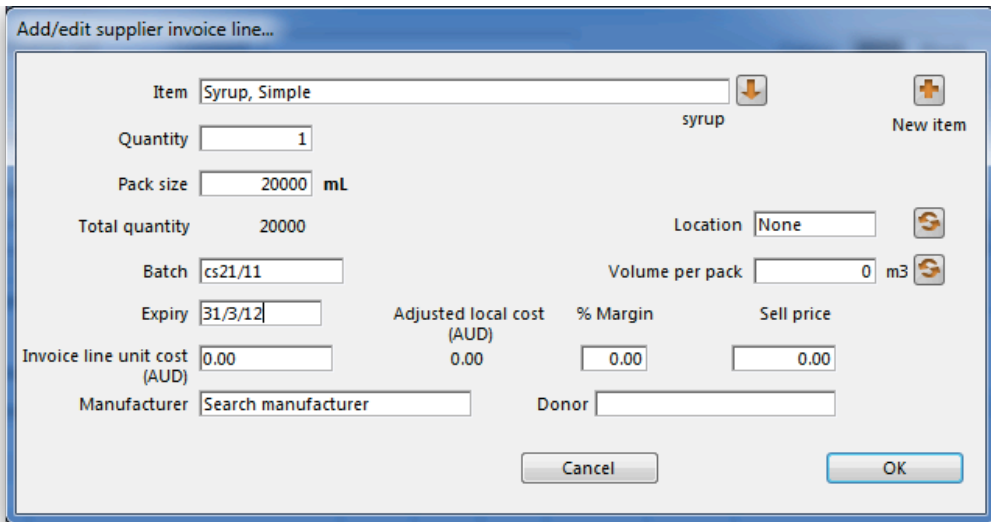 Add/edit supplier invoice line...
Item Syrup, Simple
syrup
New item
Quantity 1
Pack size 20000 mL
Total quantity 20000 Location None
Batch cs21/11 Volume per pack 0 m3
Expiry 31/3/12 Adjusted local cost % Margin Sell price
(AUD)
Invoice line unit cost 0.00 0.00 0.00 0.00
(AUD)
Manufacturer Search manufacturer Donor
Cancel OK